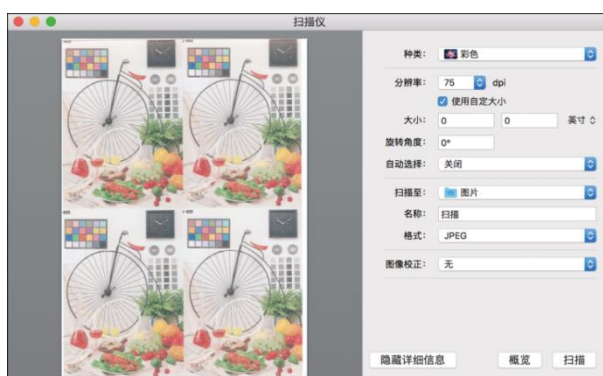 扫描仪
种类: 彩色
分辨率: 75 dpi
使用自定大小
大小: 0 0 英寸
旋转角度: 0°
自动选择: 关闭
扫描至: 图片
名称: 扫描
格式: JPEG
图像校正: 无
隐藏详细信息 概览 扫描